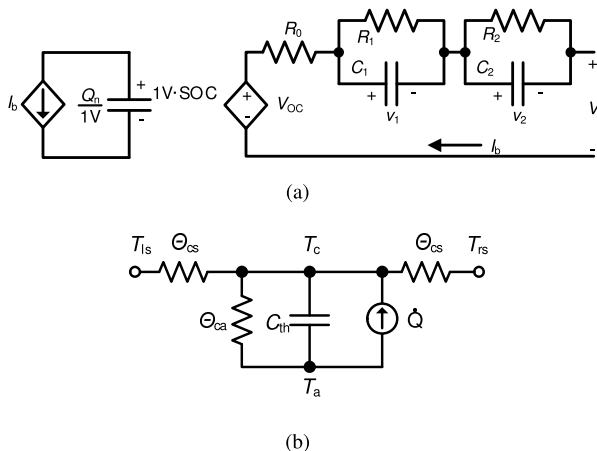 I_b
Q_n
1V
+
-
1V·SOC
R_0
+
-
V_OC
R_1
C_1
+ -
v_1
R_2
C_2
+ -
v_2
+
V
-
I_b
(a)
T_ls
Θ_cs
T_c
Θ_cs
T_rs
Θ_ca
C_th
Q̇
T_a
(b)